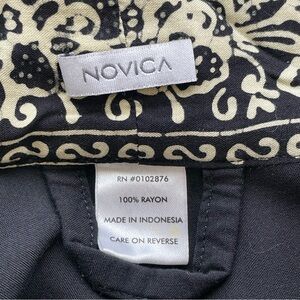 NOVICA
RN #0102876
100% RAYON
MADE IN INDONESIA
CARE ON REVERSE